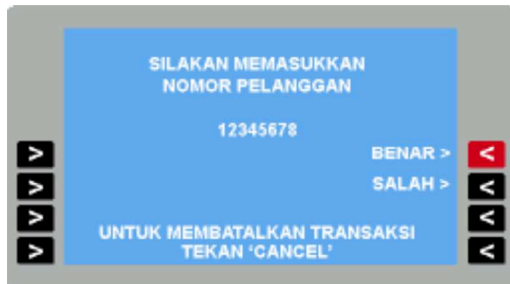 SILAKAN MEMASUKKAN
NOMOR PELANGGAN
12345678
BENAR >
SALAH >
UNTUK MEMBATALKAN TRANSAKSI
TEKAN ‘CANCEL’
> <
> <
> <
> <